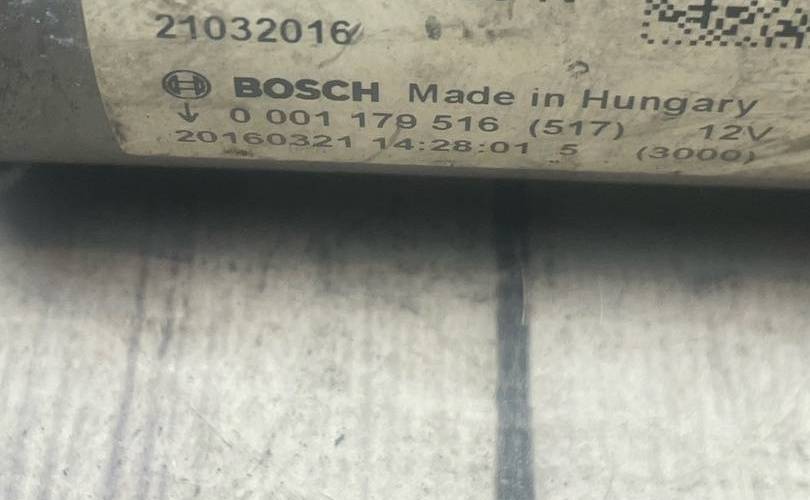 21032016
BOSCH Made in Hungary
0 001 179 516 (517) 12V
20160321 14:28:01 5 (3000)